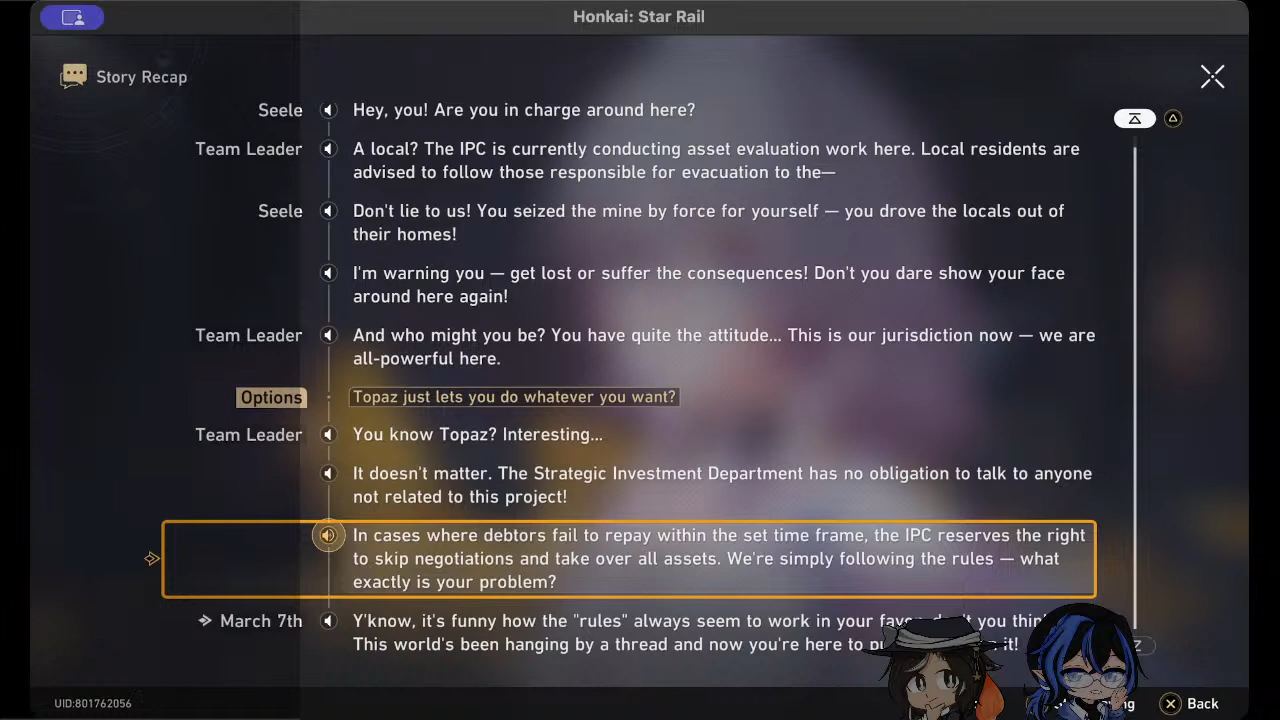 Honkai: Star Rail
Story Recap
Seele Hey, you! Are you in charge around here?
Team Leader A local? The IPC is currently conducting asset evaluation work here. Local residents are
advised to follow those responsible for evacuation to the—
Seele Don't lie to us! You seized the mine by force for yourself — you drove the locals out of
their homes!
I'm warning you — get lost or suffer the consequences! Don't you dare show your face
around here again!
Team Leader And who might you be? You have quite the attitude... This is our jurisdiction now — we are
all-powerful here.
Options Topaz just lets you do whatever you want?
Team Leader You know Topaz? Interesting...
It doesn't matter. The Strategic Investment Department has no obligation to talk to anyone
not related to this project!
In cases where debtors fail to repay within the set time frame, the IPC reserves the right
to skip negotiations and take over all assets. We're simply following the rules — what
exactly is your problem?
March 7th Y'know, it's funny how the "rules" always seem to work in your you
This world's been hanging by a thread and now you're here to it!
Z
UID:801762056
Back